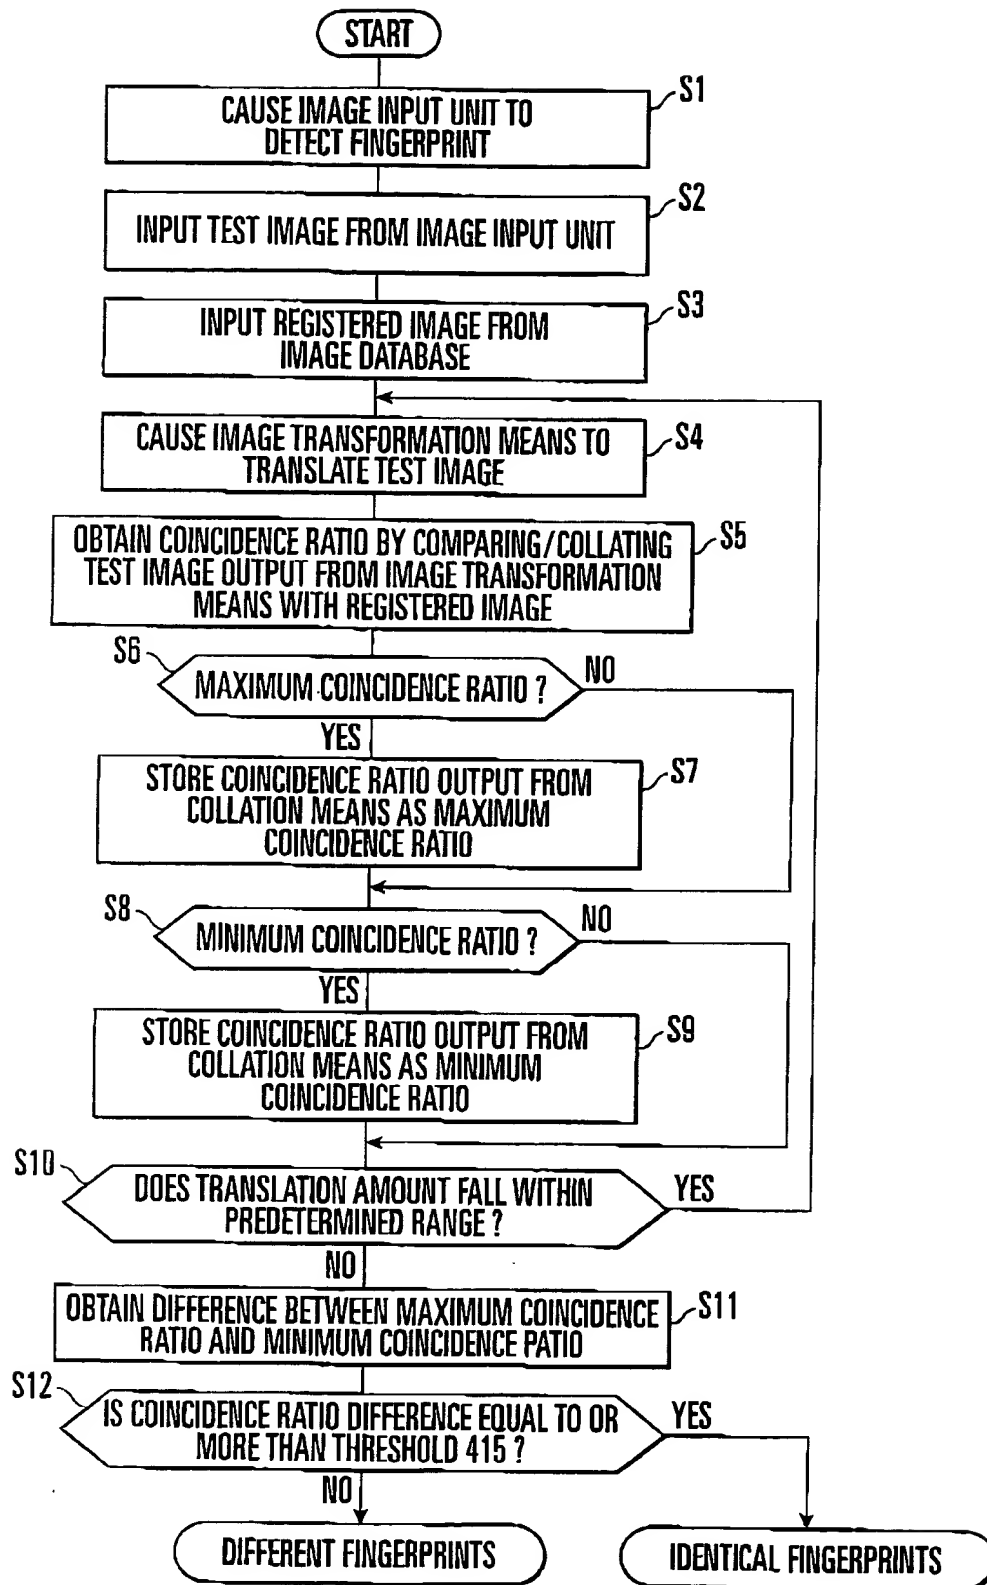 START
S1
CAUSE IMAGE INPUT UNIT TO
DETECT FINGERPRINT
S2
INPUT TEST IMAGE FROM IMAGE INPUT UNIT
S3
INPUT REGISTERED IMAGE FROM
IMAGE DATABASE
S4
CAUSE IMAGE TRANSFORMATION MEANS TO
TRANSLATE TEST IMAGE
S5
OBTAIN COINCIDENCE RATIO BY COMPARING/COLLATING
TEST IMAGE OUTPUT FROM IMAGE TRANSFORMATION
MEANS WITH REGISTERED IMAGE
S6
MAXIMUM COINCIDENCE RATIO ?
NO
YES
S7
STORE COINCIDENCE RATIO OUTPUT FROM
COLLATION MEANS AS MAXIMUM
COINCIDENCE RATIO
S8
MINIMUM COINCIDENCE RATIO ?
NO
YES
S9
STORE COINCIDENCE RATIO OUTPUT FROM
COLLATION MEANS AS MINIMUM
COINCIDENCE RATIO
S10
DOES TRANSLATION AMOUNT FALL WITHIN
PREDETERMINED RANGE ?
YES
NO
S11
OBTAIN DIFFERENCE BETWEEN MAXIMUM COINCIDENCE
RATIO AND MINIMUM COINCIDENCE PATIO
S12
IS COINCIDENCE RATIO DIFFERENCE EQUAL TO OR
MORE THAN THRESHOLD 415 ?
YES
NO
DIFFERENT FINGERPRINTS
IDENTICAL FINGERPRINTS